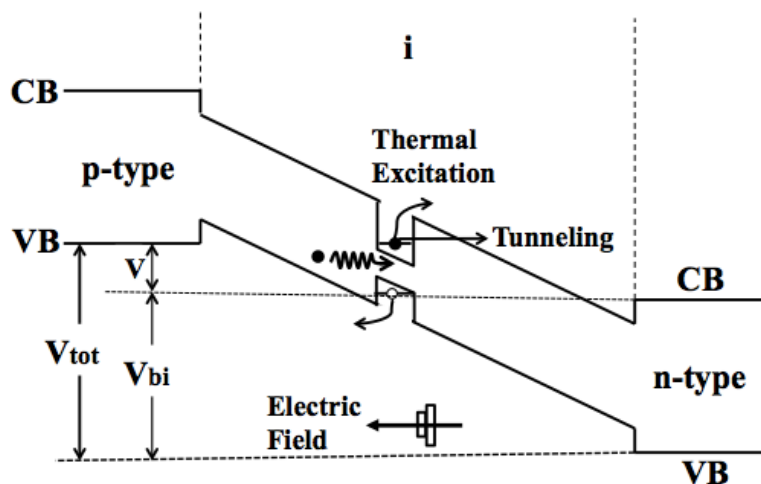 i
CB
Thermal
Excitation
p-type
VB
Tunneling
V
CB
Vtot
Vbi
n-type
Electric
Field
VB